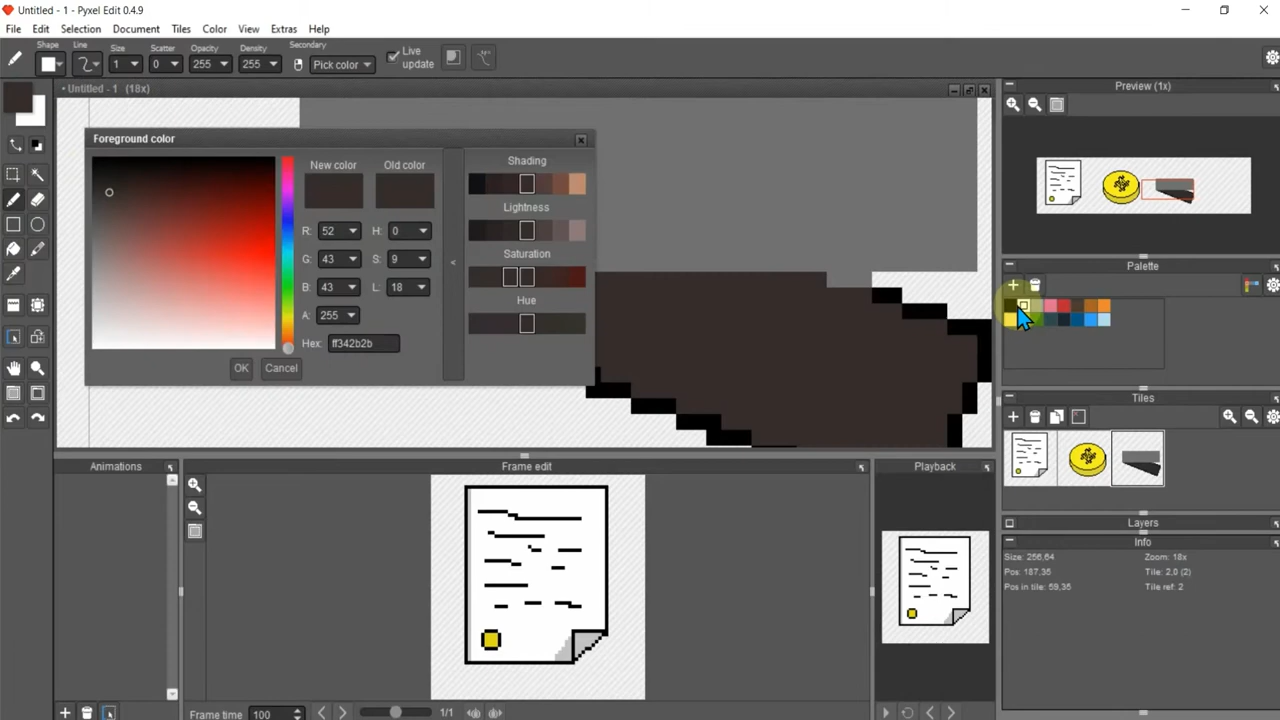 Untitled - 1 - Pyxel Edit 0.4.9
File Edit Selection Document Tiles Color View Extras Help
Shape Line Size Scatter Opacity Density Secondary
1 0 255 255 Pick color Live update
• Untitled - 1 (18x)
Preview (1x)
Foreground color
New color Old color
Shading
R: 52 H: 0
Lightness
G: 43 S: 9
Saturation
B: 43 L: 18
Hue
A: 255
Hex: ff342b2b
<
OK Cancel
Palette
Tiles
Layers
Info
Size: 256,64 Zoom: 18x
Pos: 187,35 Tile: 2,0 (2)
Pos in tile: 59,35 Tile ref: 2
Animations
Frame edit
Playback
Frame time 100 1/1